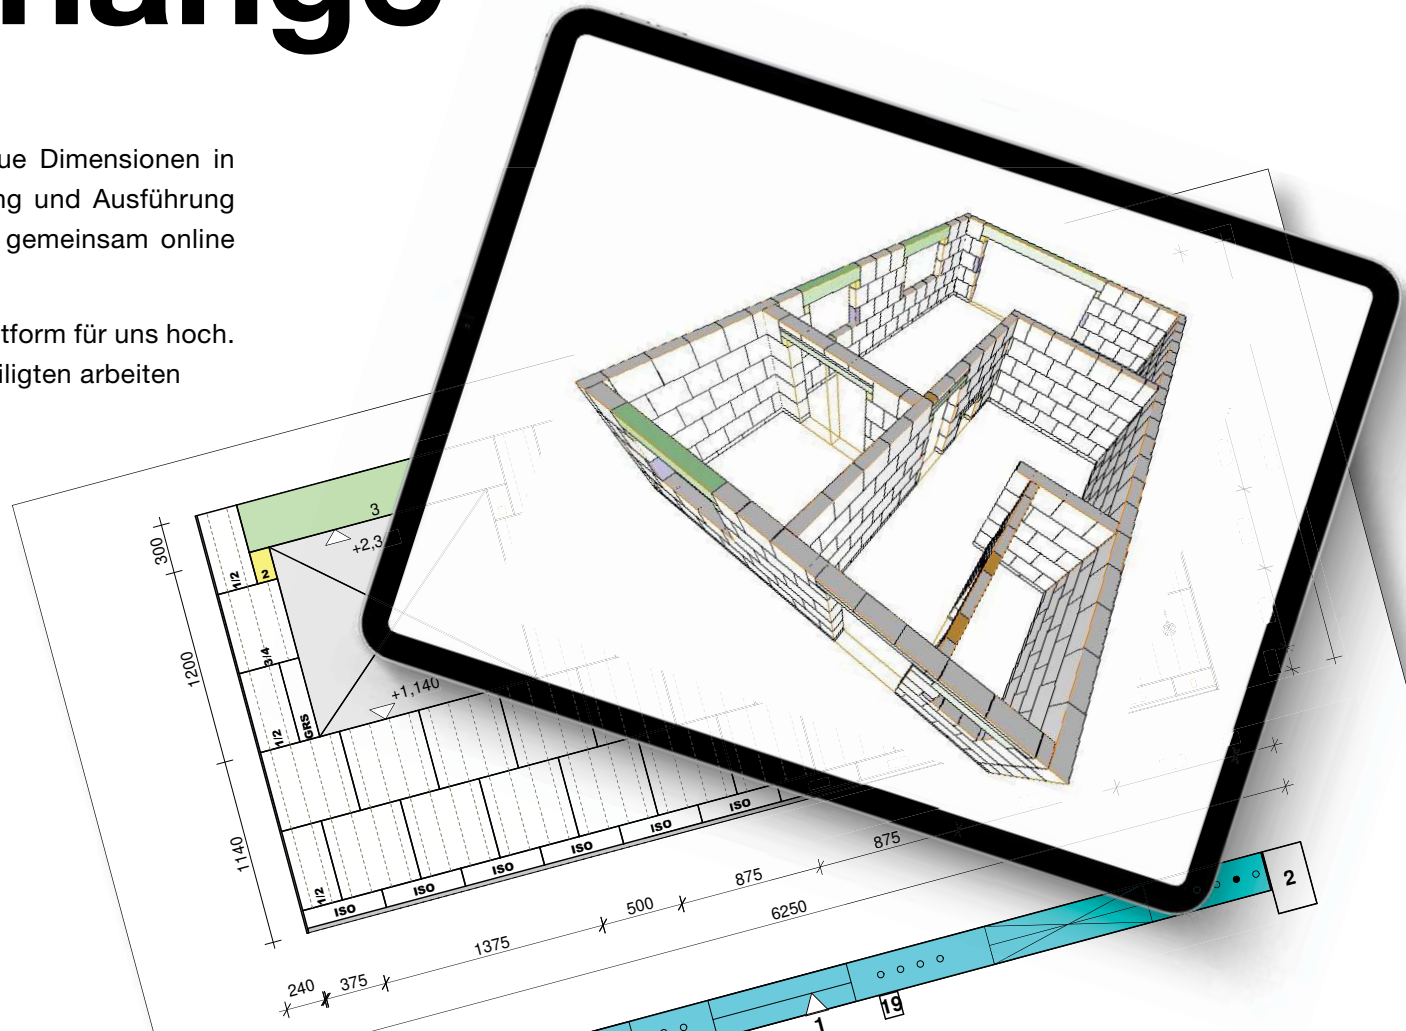 ue Dimensionen in
ng und Ausführung
gemeinsam online
ttform für uns hoch.
iligten arbeiten
3
+2,3
300
1/2
2
1200
3/4
1/2
GRS
+1,140
1140
1/2
ISO
ISO
ISO
ISO
ISO
ISO
240
375
1375
500
875
875
6250
2
19
1